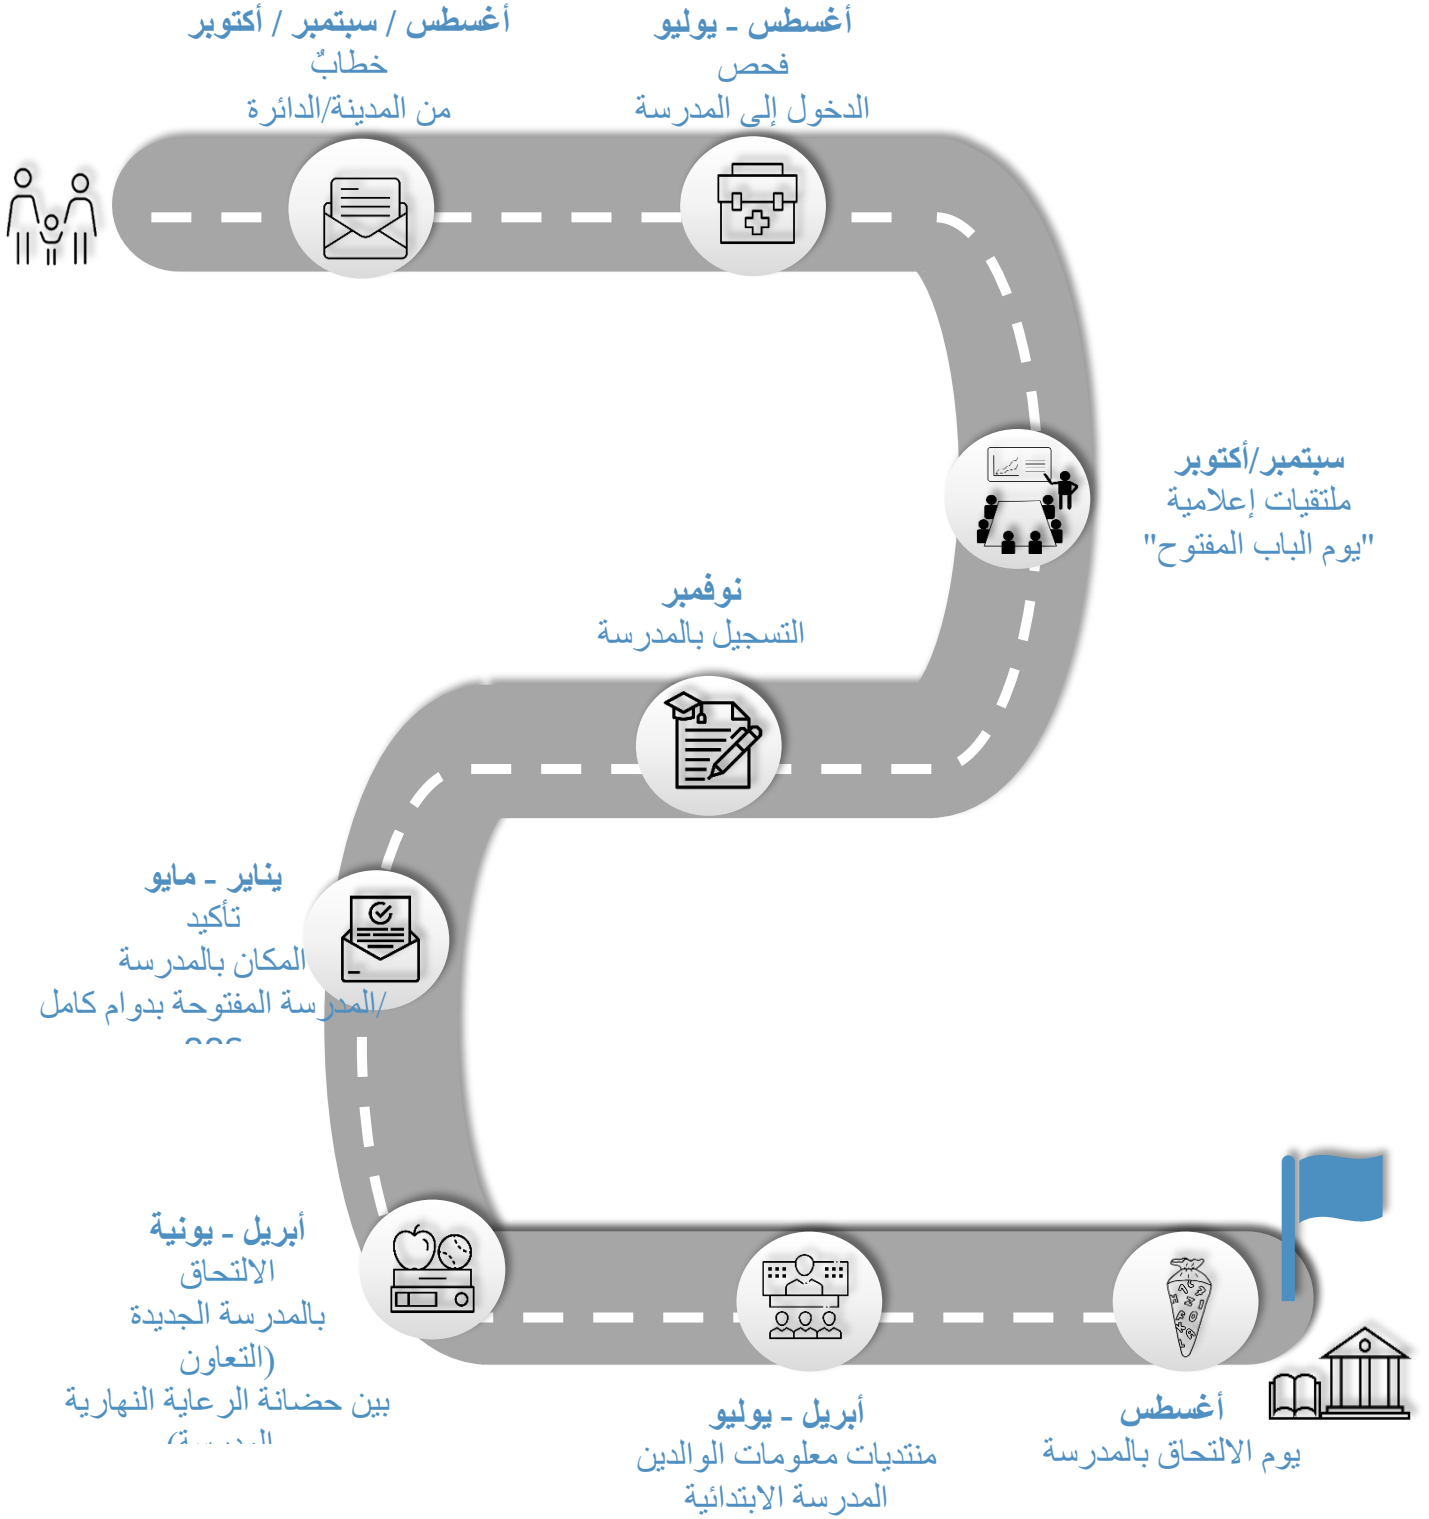 أغسطس / سبتمبر / أكتوبر
خطابٌ
من المدينة/الدائرة
أغسطس - يوليو
فحص
الدخول إلى المدرسة
سبتمبر/أكتوبر
ملتقيات إعلامية
"يوم الباب المفتوح"
نوفمبر
التسجيل بالمدرسة
يناير - مايو
تأكيد
المكان بالمدرسة
/المدرسة المفتوحة بدوام كامل
أبريل - يونية
الالتحاق
بالمدرسة الجديدة
(التعاون
بين حضانة الرعاية النهارية
المدرسة)
أبريل - يوليو
منتديات معلومات الوالدين
المدرسة الابتدائية
أغسطس
يوم الالتحاق بالمدرسة